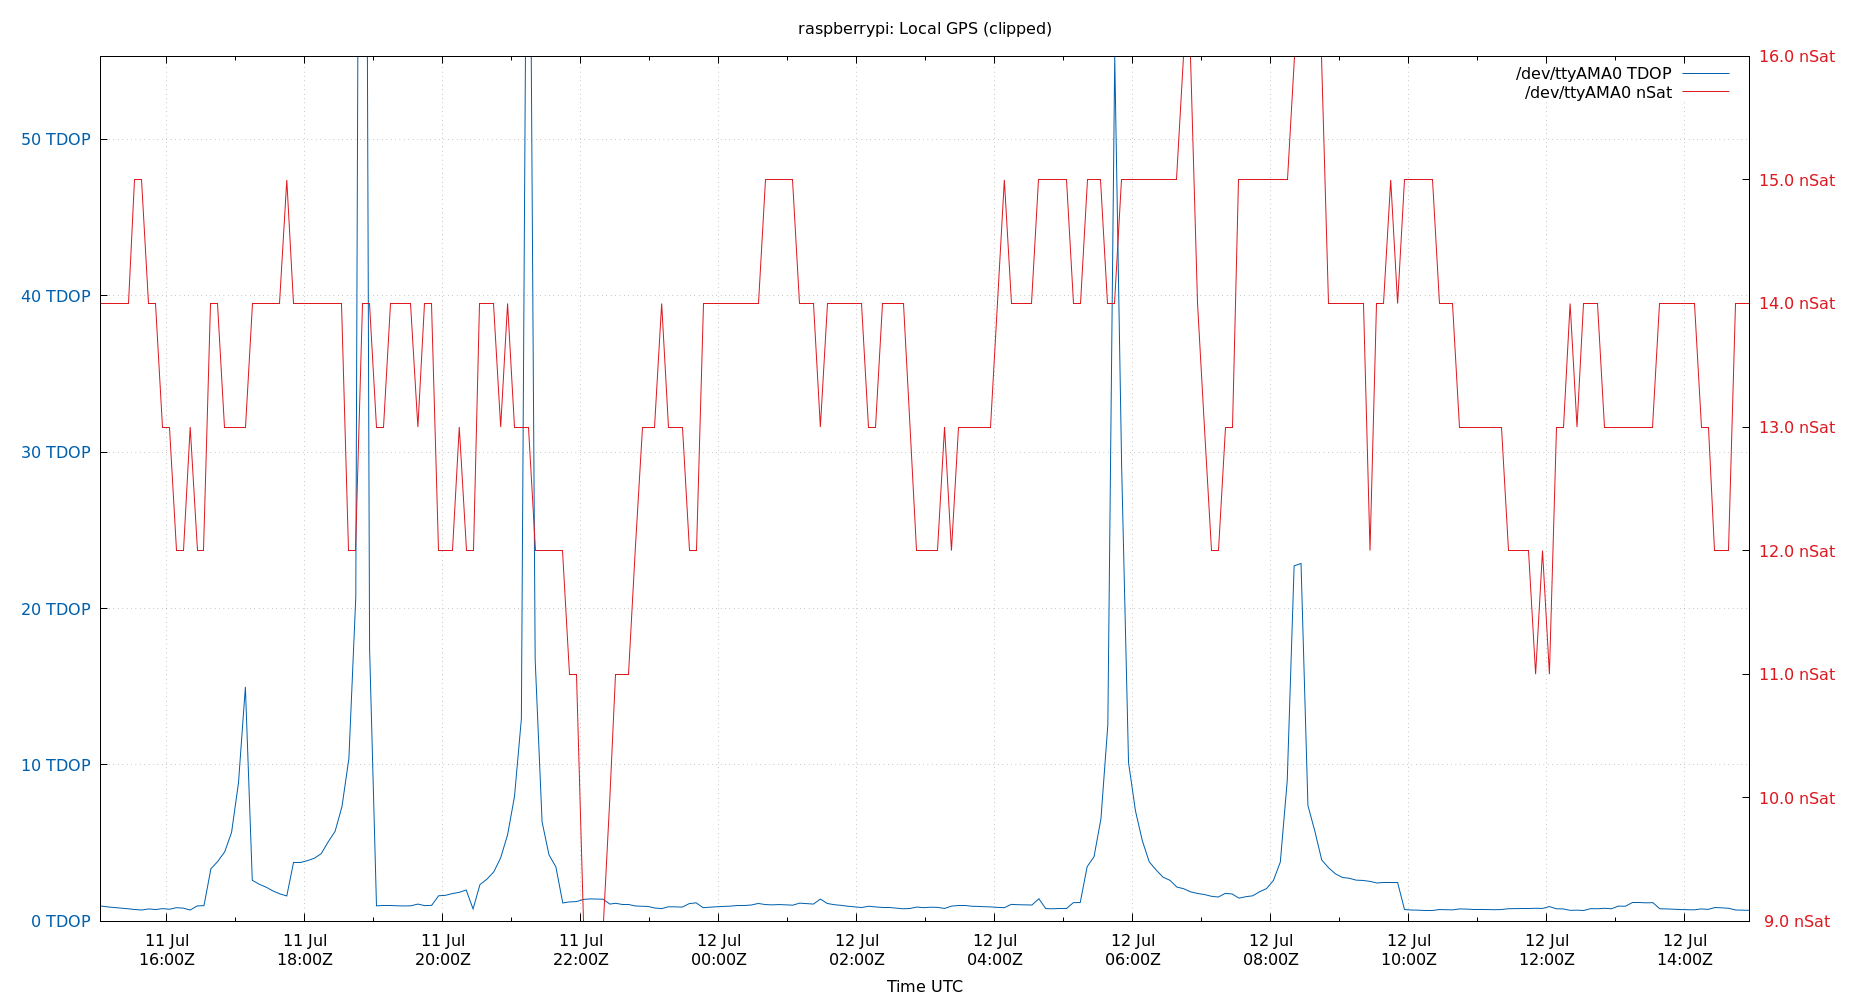 raspberrypi: Local GPS (clipped)
/dev/ttyAMA0 TDOP
/dev/ttyAMA0 nSat
50 TDOP
40 TDOP
30 TDOP
20 TDOP
10 TDOP
0 TDOP
16.0 nSat
15.0 nSat
14.0 nSat
13.0 nSat
12.0 nSat
11.0 nSat
10.0 nSat
9.0 nSat
11 Jul
16:00Z
11 Jul
18:00Z
11 Jul
20:00Z
11 Jul
22:00Z
12 Jul
00:00Z
12 Jul
02:00Z
12 Jul
04:00Z
12 Jul
06:00Z
12 Jul
08:00Z
12 Jul
10:00Z
12 Jul
12:00Z
12 Jul
14:00Z
Time UTC